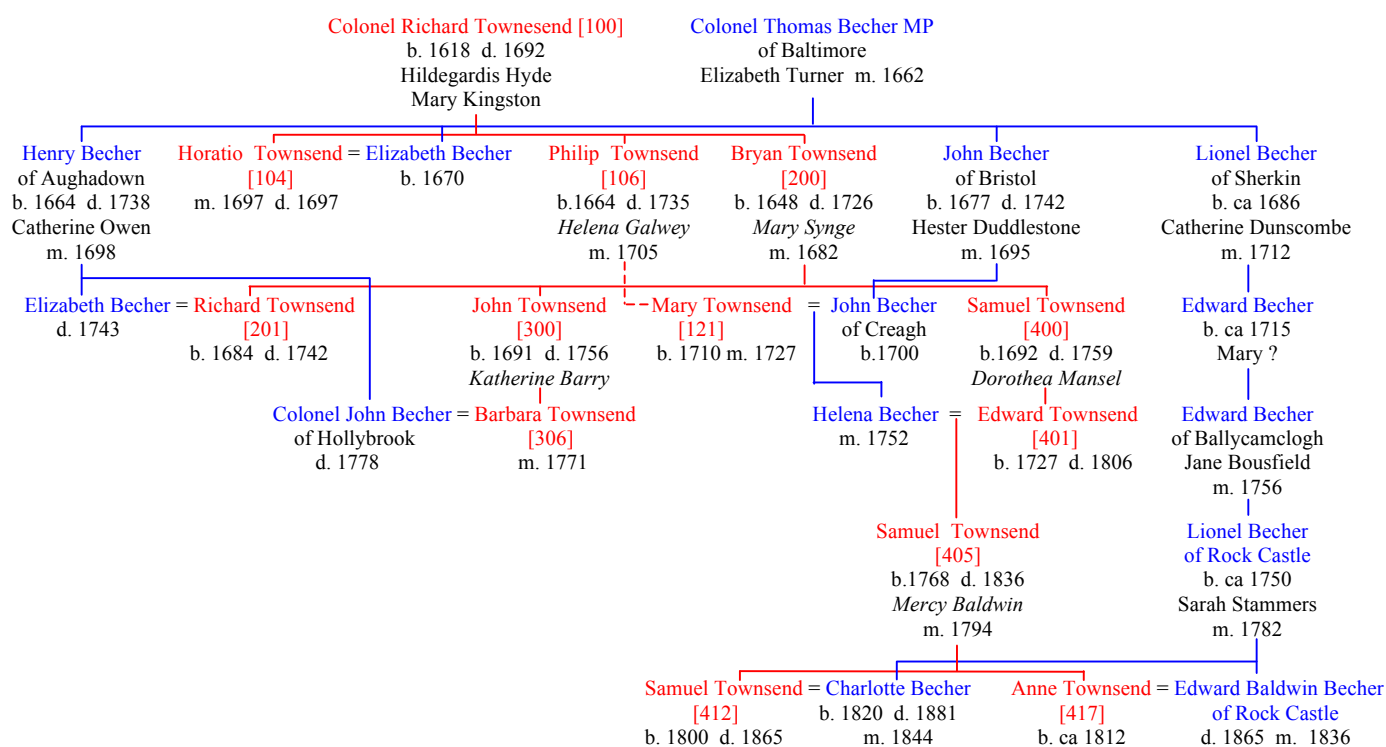 Colonel Richard Townesend [100]
b. 1618 d. 1692
Hildegardis Hyde
Mary Kingston
Colonel Thomas Becher MP
of Baltimore
Elizabeth Turner m. 1662
Henry Becher
of Aughadown
b. 1664 d. 1738
Catherine Owen
m. 1698
Horatio Townsend =
[104]
m. 1697 d. 1697
Elizabeth Becher
b. 1670
Philip Townsend
[106]
b.1664 d. 1735
Helena Galwey
m. 1705
Bryan Townsend
[200]
b. 1648 d. 1726
Mary Synge
m. 1682
John Becher
of Bristol
b. 1677 d. 1742
Hester Duddlestone
m. 1695
Lionel Becher
of Sherkin
b. ca 1686
Catherine Dunscombe
m. 1712
Elizabeth Becher =
d. 1743
Richard Townsend
[201]
b. 1684 d. 1742
John Townsend
[300]
b. 1691 d. 1756
Katherine Barry
Mary Townsend =
[121]
b. 1710 m. 1727
John Becher
of Creagh
b.1700
Samuel Townsend
[400]
b.1692 d. 1759
Dorothea Mansel
Edward Becher
b. ca 1715
Mary ?
Colonel John Becher =
of Hollybrook
d. 1778
Barbara Townsend
[306]
m. 1771
Helena Becher =
m. 1752
Edward Townsend
[401]
b. 1727 d. 1806
Edward Becher
of Ballycamclogh
Jane Bousfield
m. 1756
Samuel Townsend
[405]
b.1768 d. 1836
Mercy Baldwin
m. 1794
Lionel Becher
of Rock Castle
b. ca 1750
Sarah Stammers
m. 1782
Samuel Townsend =
[412]
b. 1800 d. 1865
Charlotte Becher
b. 1820 d. 1881
m. 1844
Anne Townsend =
[417]
b. ca 1812
Edward Baldwin Becher
of Rock Castle
d. 1865 m. 1836